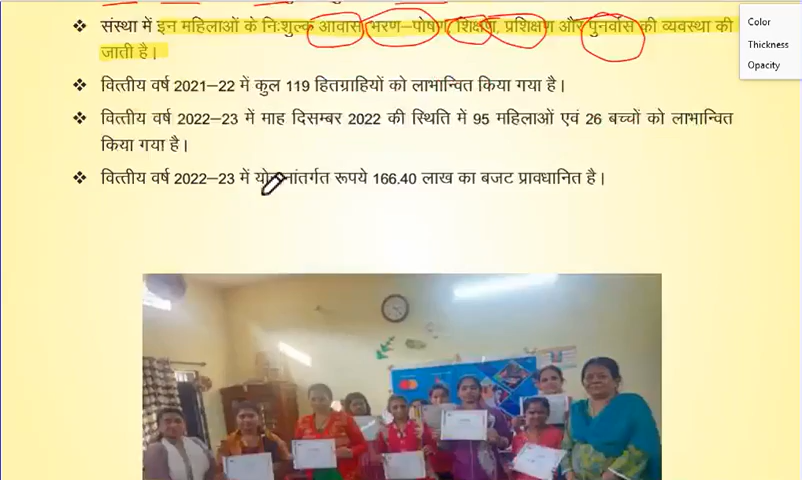 Color
Thickness
Opacity
❖ संस्था में इन महिलाओं के निःशुल्क आवास, भरण–पोषण, शिक्षण, प्रशिक्षण और पुनर्वास की व्यवस्था की
जाती है।
❖ वित्तीय वर्ष 2021–22 में कुल 119 हितग्राहियों को लाभान्वित किया गया है।
❖ वित्तीय वर्ष 2022–23 में माह दिसम्बर 2022 की स्थिति में 95 महिलाओं एवं 26 बच्चों को लाभान्वित
किया गया है।
❖ वित्तीय वर्ष 2022–23 में योजनांतर्गत रूपये 166.40 लाख का बजट प्रावधानित है।